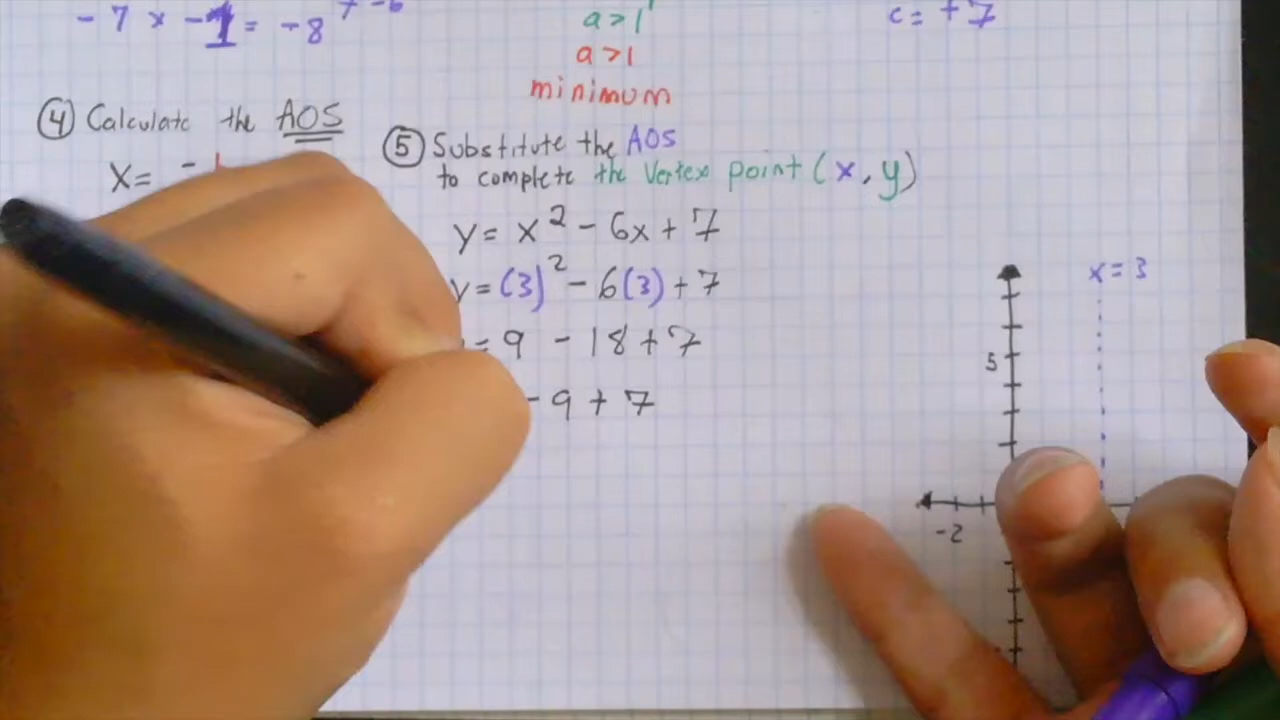 -7 x -1 = -8
a > 1
c = +7
a > 1
minimum
④ Calculate the AOS
x = -
⑤ Substitute the AOS
to complete the Vertex point (x, y)
y = x² - 6x + 7
y = (3)² - 6(3) + 7
= 9 - 18 + 7
-9 + 7
x = 3
5
-2